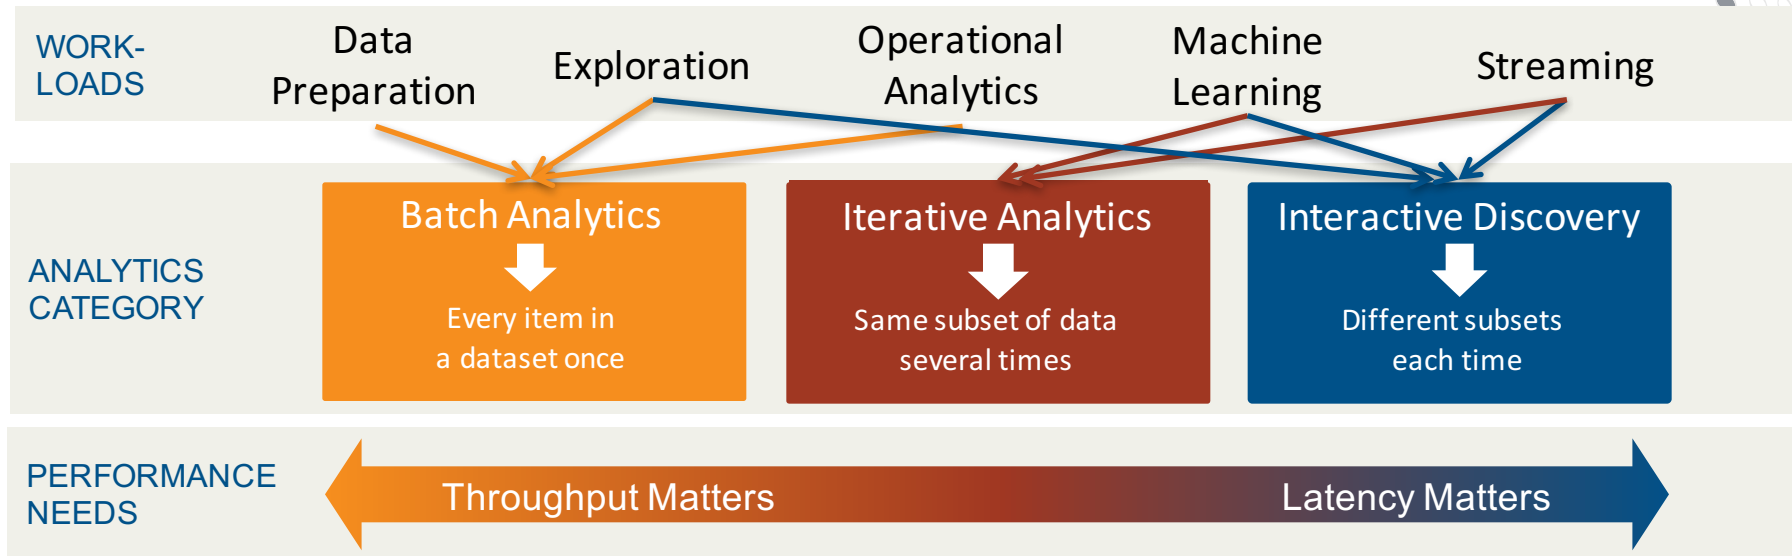 WORK-
LOADS
Data
Preparation
Exploration
Operational
Analytics
Machine
Learning
Streaming
ANALYTICS
CATEGORY
Batch Analytics
Every item in
a dataset once
Iterative Analytics
Same subset of data
several times
Interactive Discovery
Different subsets
each time
PERFORMANCE
NEEDS
Throughput Matters
Latency Matters